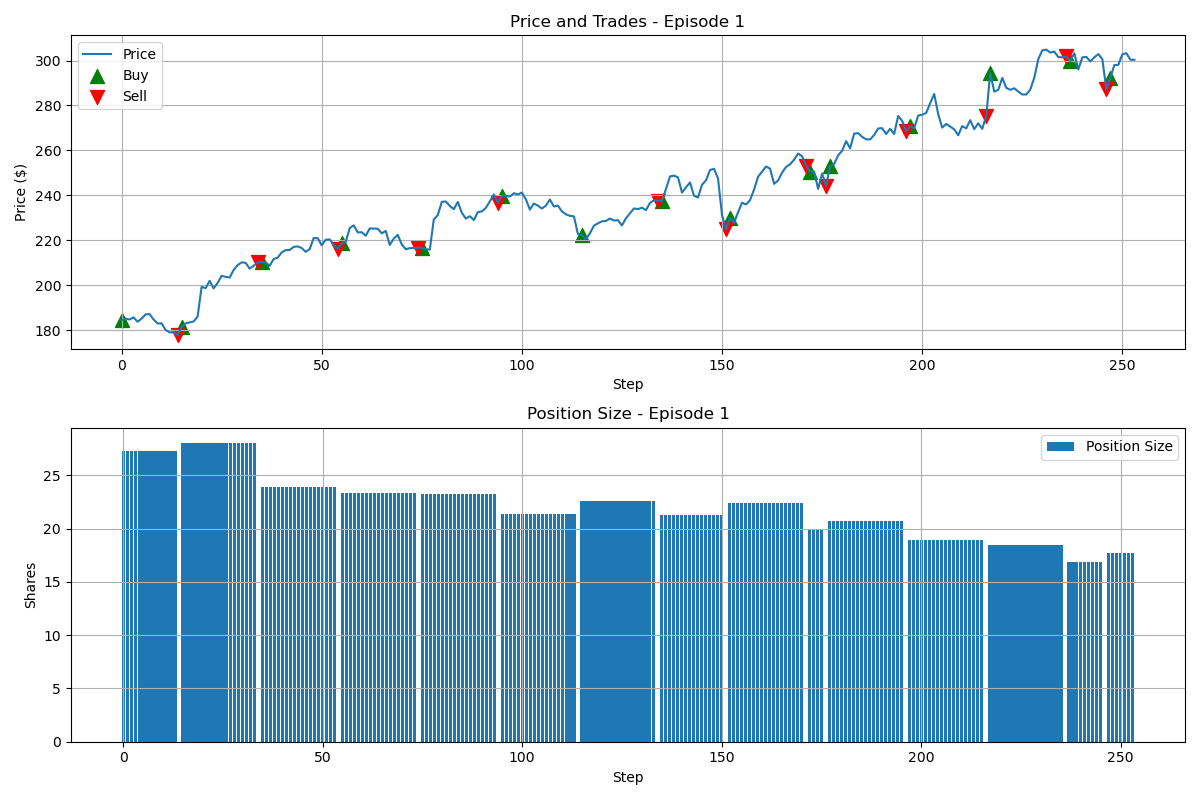 Price and Trades - Episode 1
Price
Buy
Sell
Price ($)
300
280
260
240
220
200
180
0 50 100 150 200 250
Step
Position Size - Episode 1
Position Size
Shares
25
20
15
10
5
0
0 50 100 150 200 250
Step